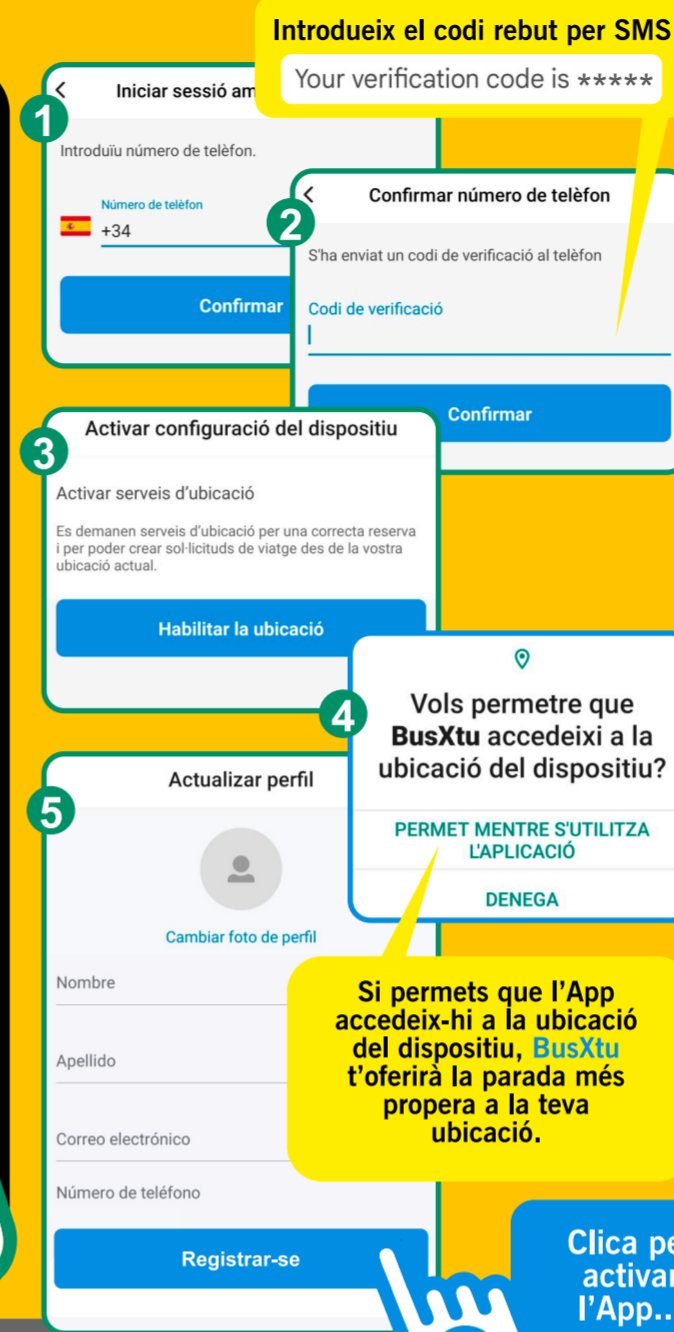 Introdueix el codi rebut per SMS
Your verification code is *****
1
Iniciar sessió am
Introduïu número de telèfon.
Número de telèfon
+34
Confirmar
2
Confirmar número de telèfon
S'ha enviat un codi de verificació al telèfon
Codi de verificació
Confirmar
3
Activar configuració del dispositiu
Activar serveis d'ubicació
Es demanen serveis d'ubicació per una correcta reserva
i per poder crear sol·licituds de viatge des de la vostra
ubicació actual.
Habilitar la ubicació
4
Vols permetre que
BusXtu accedeixi a la
ubicació del dispositiu?
PERMET MENTRE S'UTILITZA
L'APLICACIÓ
DENEGA
Si permets que l'App
accedeix-hi a la ubicació
del dispositiu, BusXtu
t'oferirà la parada més
propera a la teva
ubicació.
5
Actualizar perfil
Cambiar foto de perfil
Nombre
Apellido
Correo electrónico
Número de teléfono
Registrar-se
Clica pe
activar
l'App..